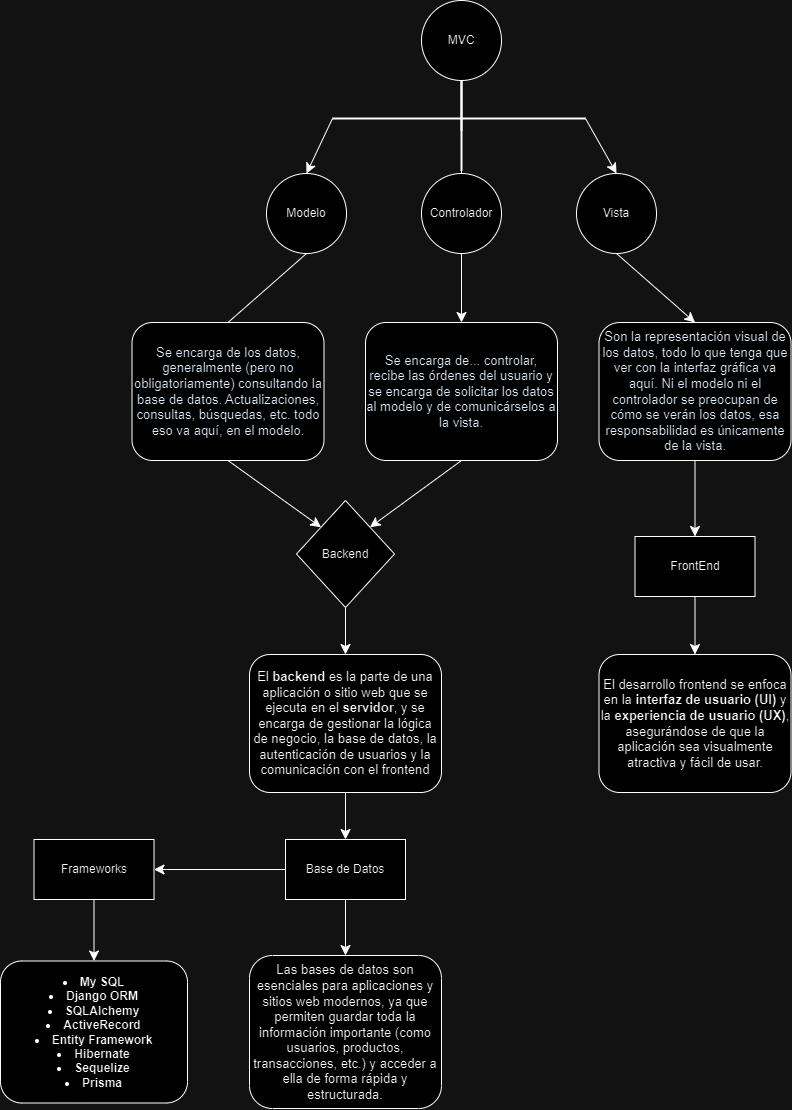 MVC
Modelo
Controlador
Vista
Se encarga de los datos,
generalmente (pero no
obligatoriamente) consultando la
base de datos. Actualizaciones,
consultas, búsquedas, etc. todo
eso va aquí, en el modelo.
Se encarga de... controlar,
recibe las órdenes del usuario y
se encarga de solicitar los datos
al modelo y de comunicárselos a
la vista.
Son la representación visual de
los datos, todo lo que tenga que
ver con la interfaz gráfica va
aquí. Ni el modelo ni el
controlador se preocupan de
cómo se verán los datos, esa
responsabilidad es únicamente
de la vista.
Backend
FrontEnd
El backend es la parte de una
aplicación o sitio web que se
ejecuta en el servidor, y se
encarga de gestionar la lógica
de negocio, la base de datos, la
autenticación de usuarios y la
comunicación con el frontend
El desarrollo frontend se enfoca
en la interfaz de usuario (UI) y
la experiencia de usuario (UX),
asegurándose de que la
aplicación sea visualmente
atractiva y fácil de usar.
Frameworks
Base de Datos
• My SQL
• Django ORM
• SQLAlchemy
• ActiveRecord
• Entity Framework
• Hibernate
• Sequelize
• Prisma
Las bases de datos son
esenciales para aplicaciones y
sitios web modernos, ya que
permiten guardar toda la
información importante (como
usuarios, productos,
transacciones, etc.) y acceder a
ella de forma rápida y
estructurada.